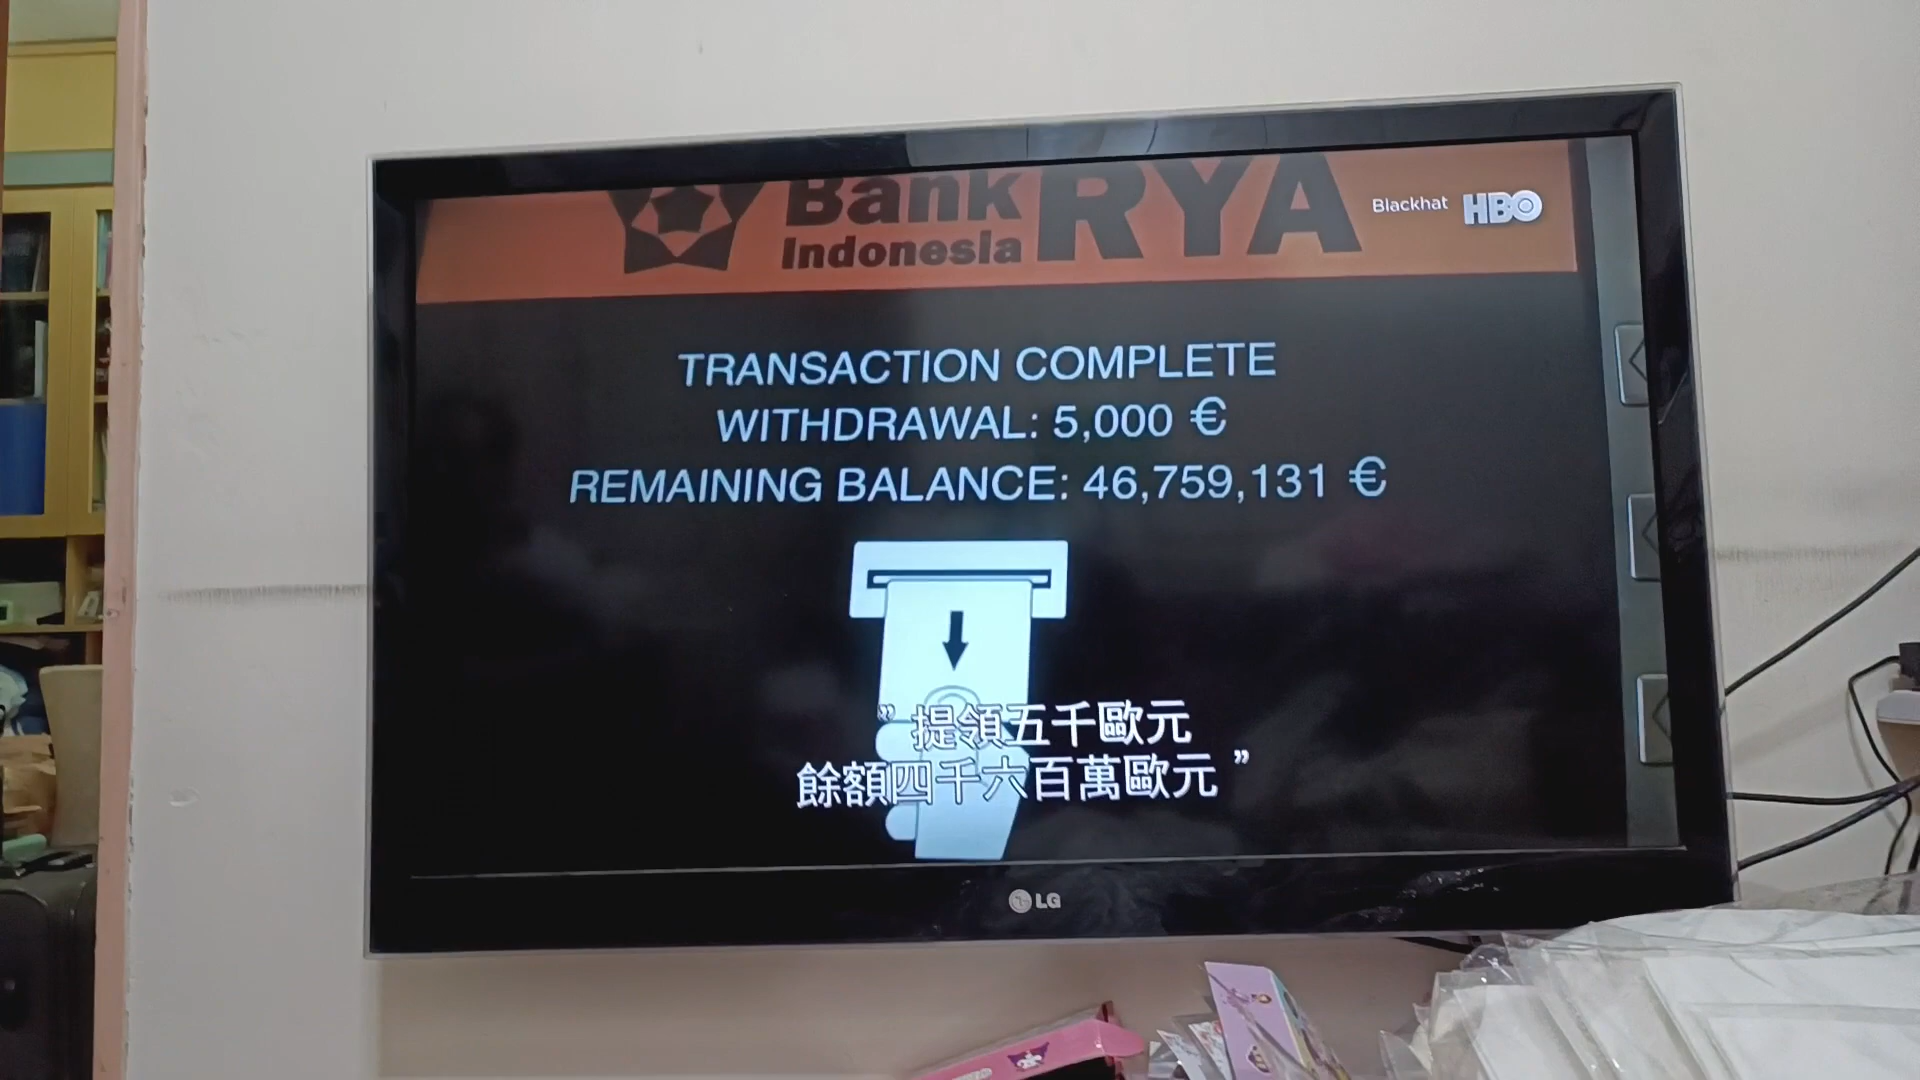 Bank RYA
Indonesia
Blackhat HBO
TRANSACTION COMPLETE
WITHDRAWAL: 5,000 €
REMAINING BALANCE: 46,759,131 €
” 提領五千歐元
餘額四千六百萬歐元 ”
LG